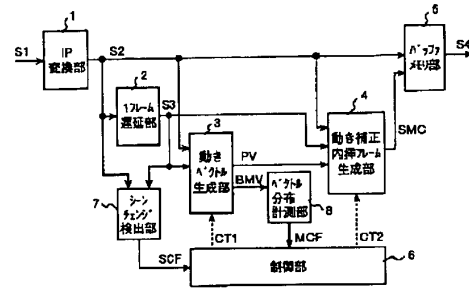 1
S1
IP
変換部
S2
2
1フレーム
遅延部
S3
3
動き
ベクトル
生成部
PV
BMV
4
動き補正
内挿フレーム
生成部
SMC
5
バッファ
メモリ部
S4
7
シーン
チェンジ
検出部
SCF
ベクトル
分布
計測部
8
CT1
MCF
CT2
制御部
6